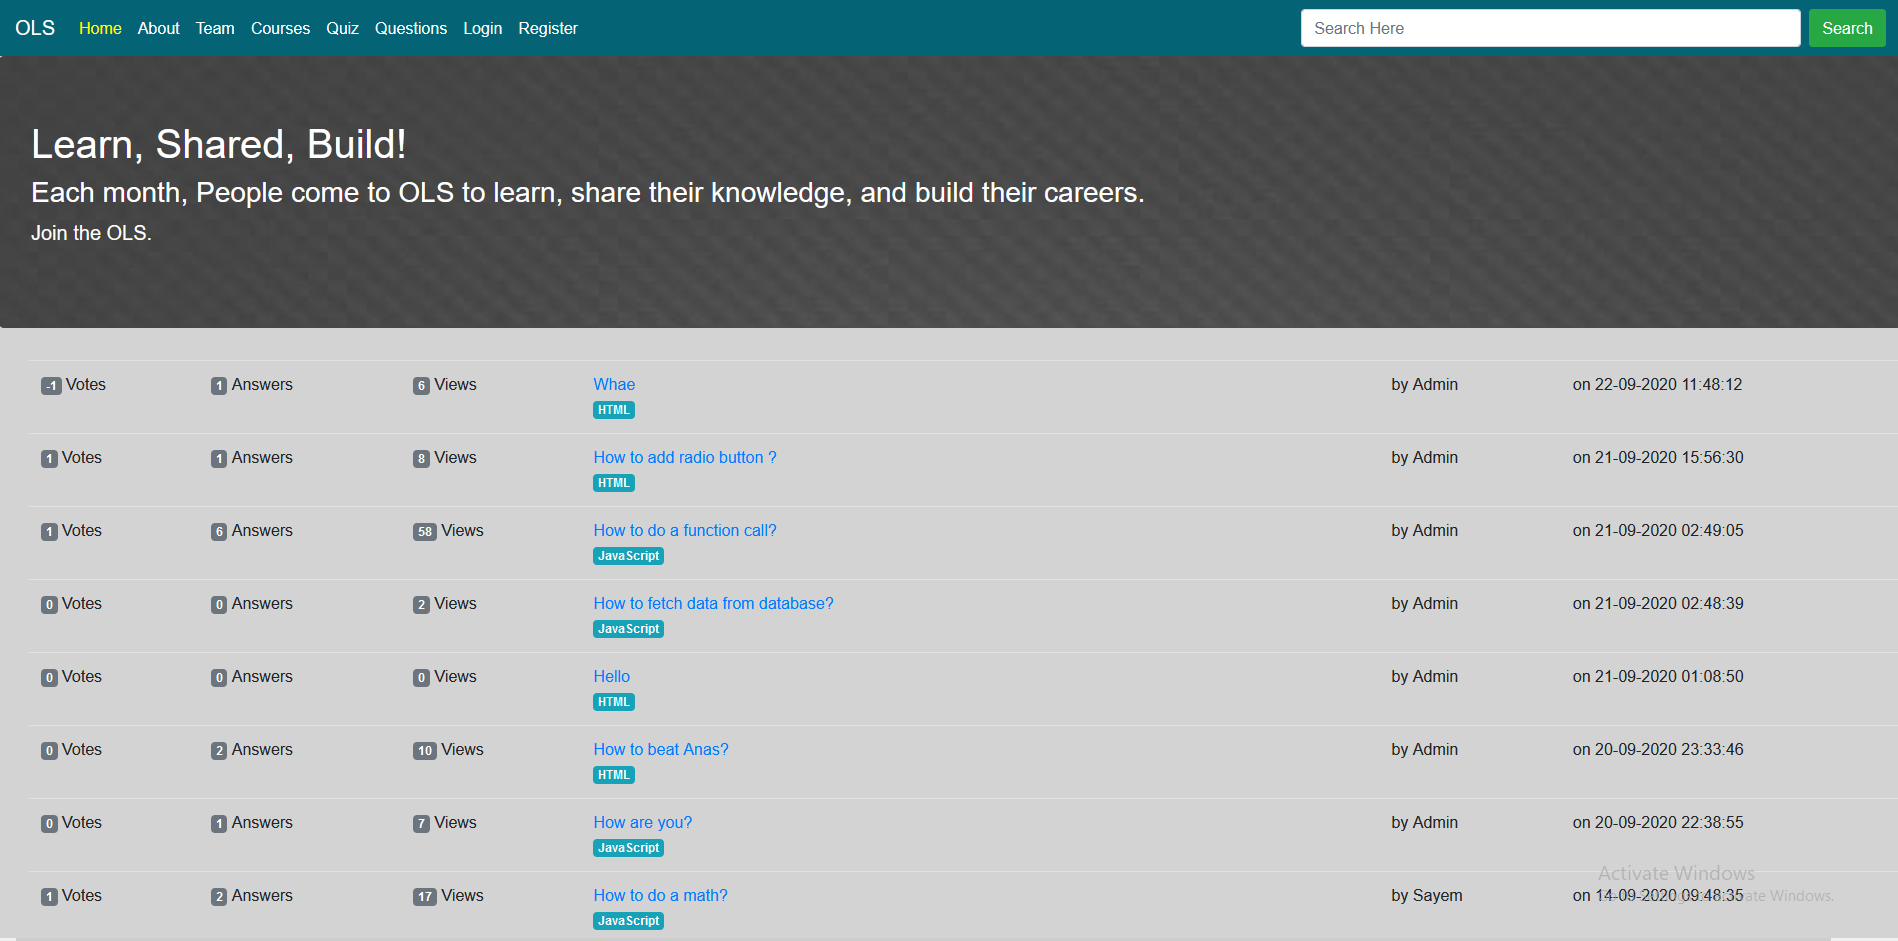 OLS Home About Team Courses Quiz Questions Login Register Search Here Search
Learn, Shared, Build!
Each month, People come to OLS to learn, share their knowledge, and build their careers.
Join the OLS.
-1 Votes 1 Answers 6 Views Whae by Admin on 22-09-2020 11:48:12
HTML
1 Votes 1 Answers 8 Views How to add radio button ? by Admin on 21-09-2020 15:56:30
HTML
1 Votes 6 Answers 58 Views How to do a function call? by Admin on 21-09-2020 02:49:05
JavaScript
0 Votes 0 Answers 2 Views How to fetch data from database? by Admin on 21-09-2020 02:48:39
JavaScript
0 Votes 0 Answers 0 Views Hello by Admin on 21-09-2020 01:08:50
HTML
0 Votes 2 Answers 10 Views How to beat Anas? by Admin on 20-09-2020 23:33:46
HTML
0 Votes 1 Answers 7 Views How are you? by Admin on 20-09-2020 22:38:55
JavaScript
Activate Windows
1 Votes 2 Answers 17 Views How to do a math? by Sayem on 14-09-2020 09:48:35
Windows.
JavaScript